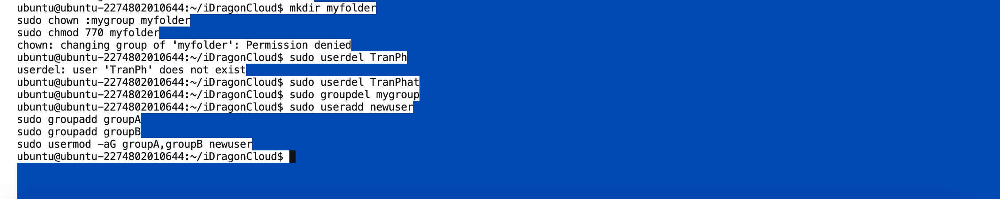 ubuntu@ubuntu-2274802010644:~/iDragonCloud$ mkdir myfolder
sudo chown :mygroup myfolder
sudo chmod 770 myfolder
chown: changing group of 'myfolder': Permission denied
ubuntu@ubuntu-2274802010644:~/iDragonCloud$ sudo userdel TranPh
userdel: user 'TranPh' does not exist
ubuntu@ubuntu-2274802010644:~/iDragonCloud$ sudo userdel TranPhat
ubuntu@ubuntu-2274802010644:~/iDragonCloud$ sudo groupdel mygroup
ubuntu@ubuntu-2274802010644:~/iDragonCloud$ sudo useradd newuser
sudo groupadd groupA
sudo groupadd groupB
sudo usermod -aG groupA,groupB newuser
ubuntu@ubuntu-2274802010644:~/iDragonCloud$